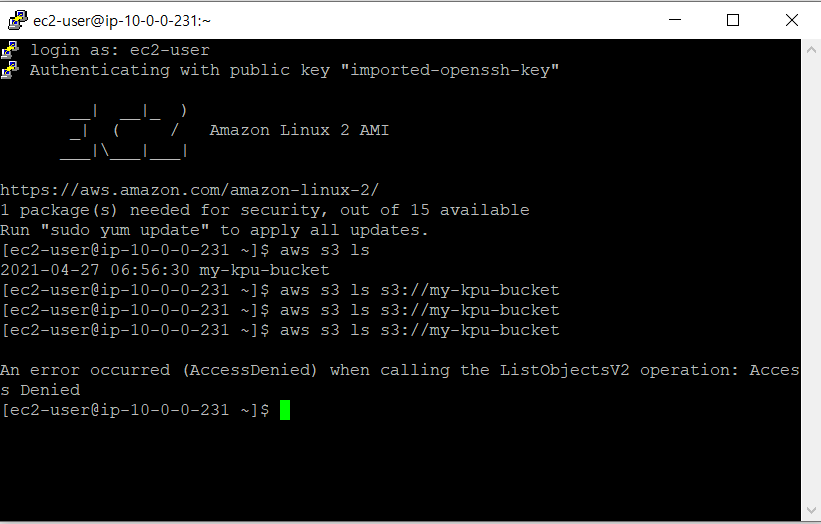 ec2-user@ip-10-0-0-231:~
login as: ec2-user
Authenticating with public key "imported-openssh-key"
       __|  __|_  )
       _|  (     /   Amazon Linux 2 AMI
      ___|\___|___|
https://aws.amazon.com/amazon-linux-2/
1 package(s) needed for security, out of 15 available
Run "sudo yum update" to apply all updates.
[ec2-user@ip-10-0-0-231 ~]$ aws s3 ls
2021-04-27 06:56:30 my-kpu-bucket
[ec2-user@ip-10-0-0-231 ~]$ aws s3 ls s3://my-kpu-bucket
[ec2-user@ip-10-0-0-231 ~]$ aws s3 ls s3://my-kpu-bucket
[ec2-user@ip-10-0-0-231 ~]$ aws s3 ls s3://my-kpu-bucket
An error occurred (AccessDenied) when calling the ListObjectsV2 operation: Acces
s Denied
[ec2-user@ip-10-0-0-231 ~]$